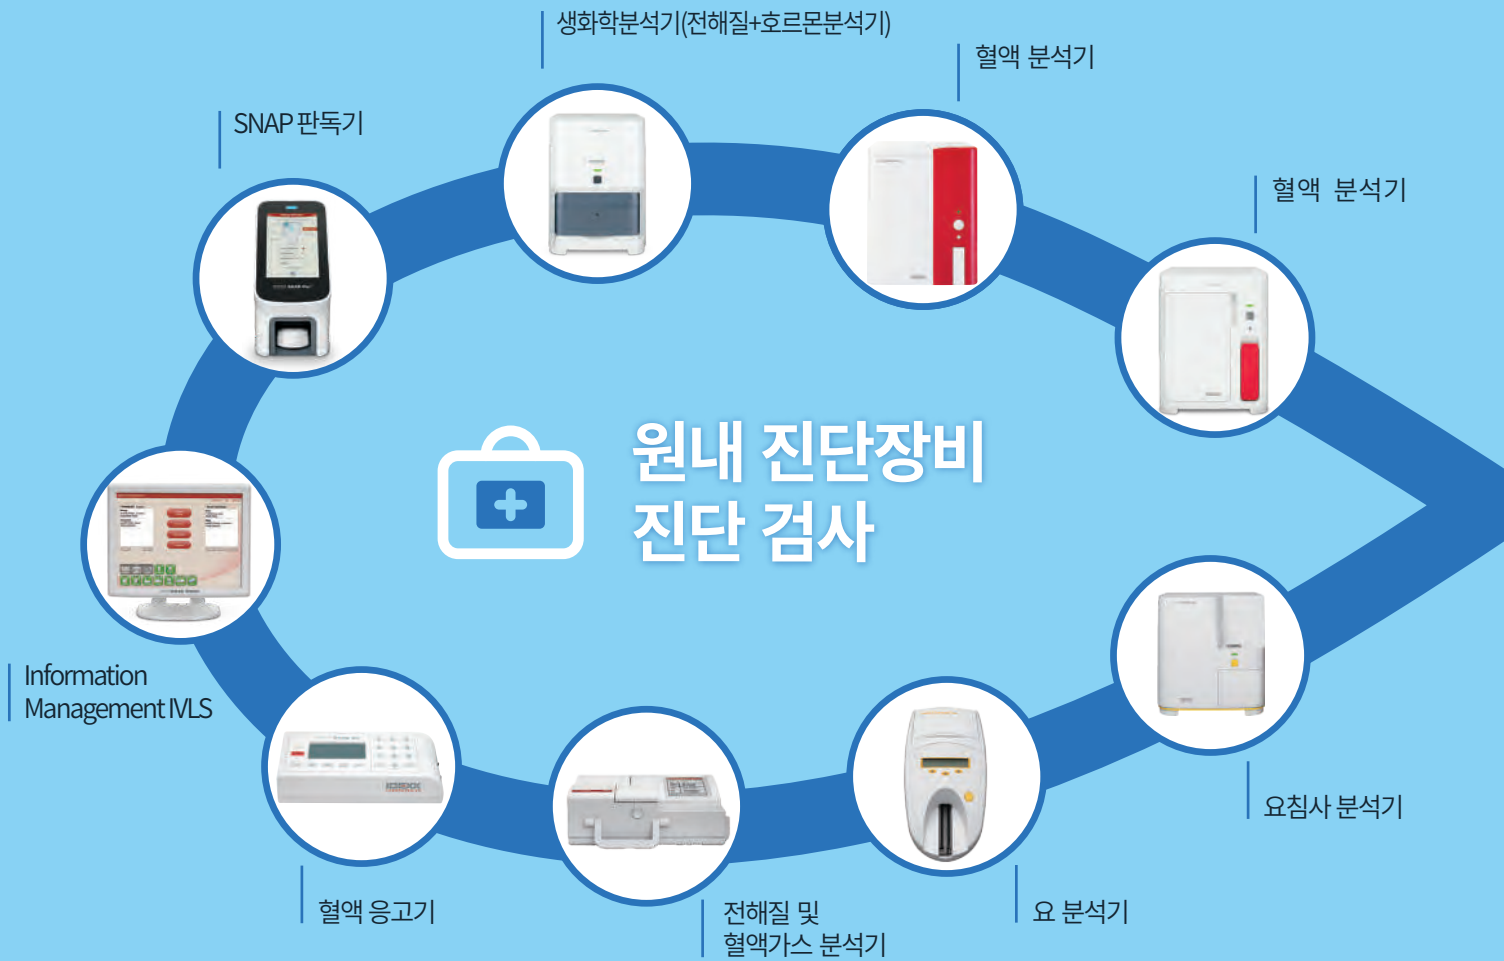 생화학분석기(전해질+호르몬분석기)
혈액 분석기
SNAP 판독기
혈액 분석기
원내 진단장비
진단 검사
Information
Management IVLS
요침사 분석기
혈액 응고기
전해질 및
혈액가스 분석기
요 분석기
IDEXX